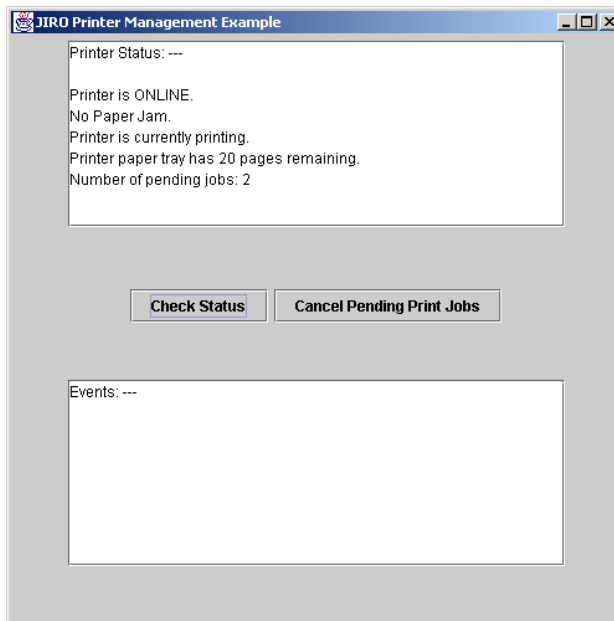 JIRO Printer Management Example
Printer Status: ---
Printer is ONLINE.
No Paper Jam.
Printer is currently printing.
Printer paper tray has 20 pages remaining.
Number of pending jobs: 2
Check Status
Cancel Pending Print Jobs
Events: ---